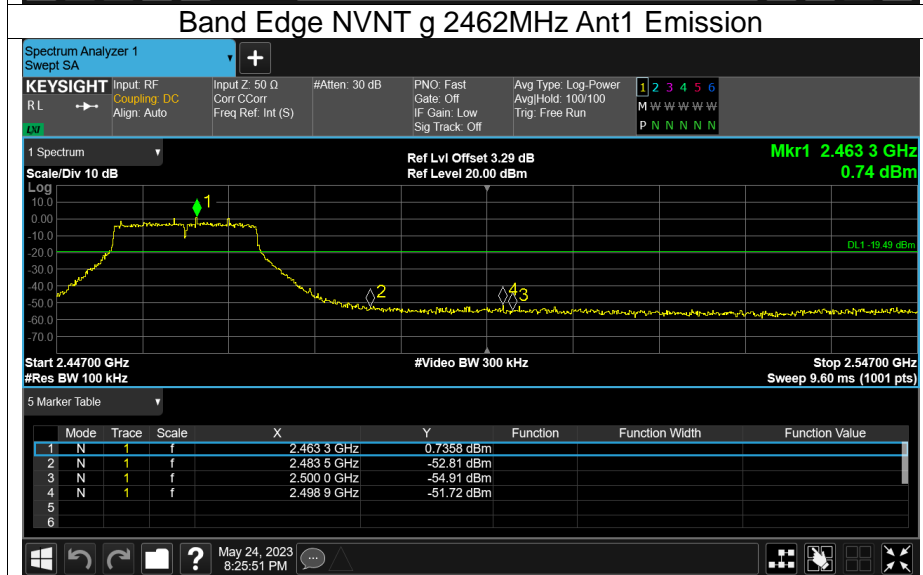 Band Edge NVNT g 2462MHz Ant1 Emission
Spectrum Analyzer 1
Swept SA
+
KEYSIGHT Input: RF Input Z: 50 Ω #Atten: 30 dB PNO: Fast Avg Type: Log-Power 1 2 3 4 5 6
RL Coupling: DC Corr CCorr Gate: Off Avg|Hold: 100/100 M W W W W W
Align: Auto Freq Ref: Int (S) IF Gain: Low Trig: Free Run
LXI Sig Track: Off P N N N N N
1 Spectrum Ref Lvl Offset 3.29 dB Mkr1 2.463 3 GHz
Scale/Div 10 dB Ref Level 20.00 dBm 0.74 dBm
Log
10.0 1
0.00
-10.0
DL1 -19.49 dBm
-20.0
-30.0
-40.0
2 4 3
-50.0
-60.0
-70.0
Start 2.44700 GHz #Video BW 300 kHz Stop 2.54700 GHz
#Res BW 100 kHz Sweep 9.60 ms (1001 pts)
5 Marker Table
Mode Trace Scale X Y Function Function Width Function Value
1 N 1 f 2.463 3 GHz 0.7358 dBm
2 N 1 f 2.483 5 GHz -52.81 dBm
3 N 1 f 2.500 0 GHz -54.91 dBm
4 N 1 f 2.498 9 GHz -51.72 dBm
5
6
? May 24, 2023
8:25:51 PM